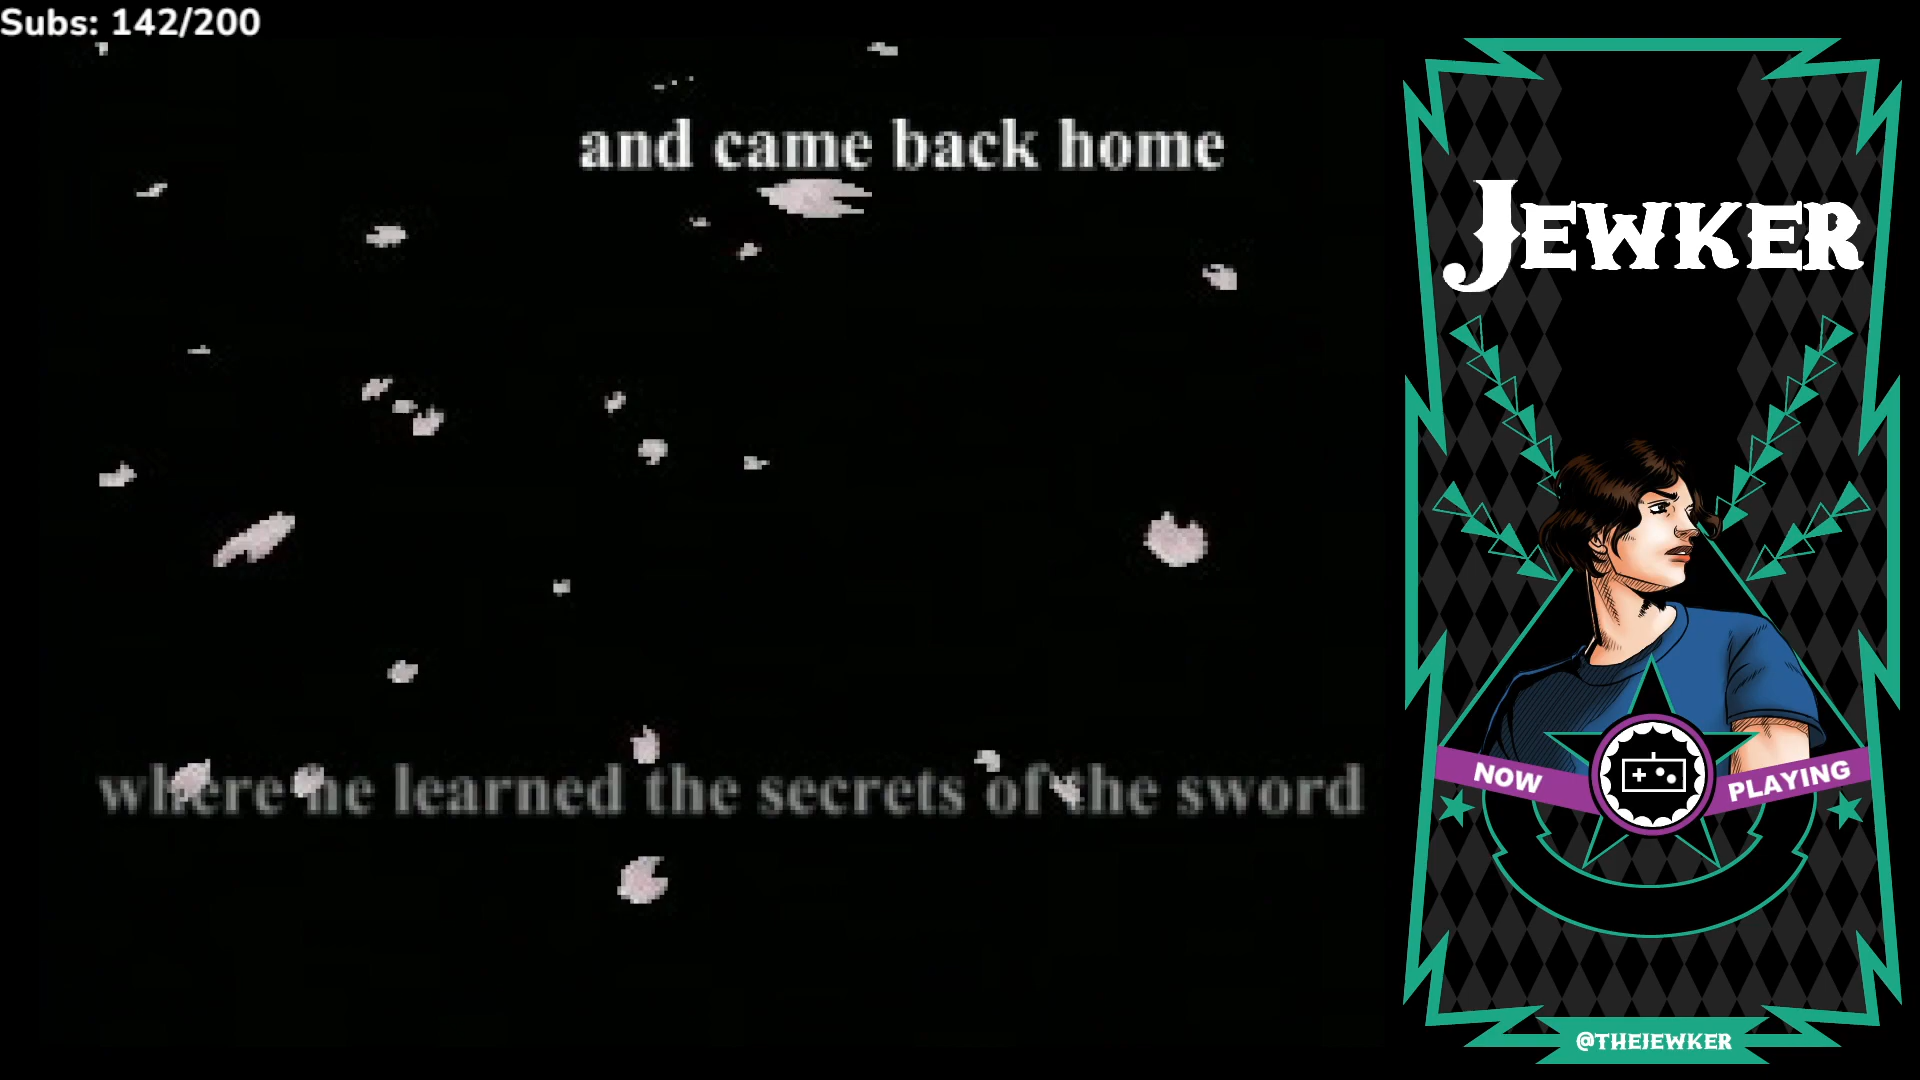 Subs: 142/200
and came back home
where he learned the secrets of the sword
JEWKER
NOW PLAYING
@THEJEWKER